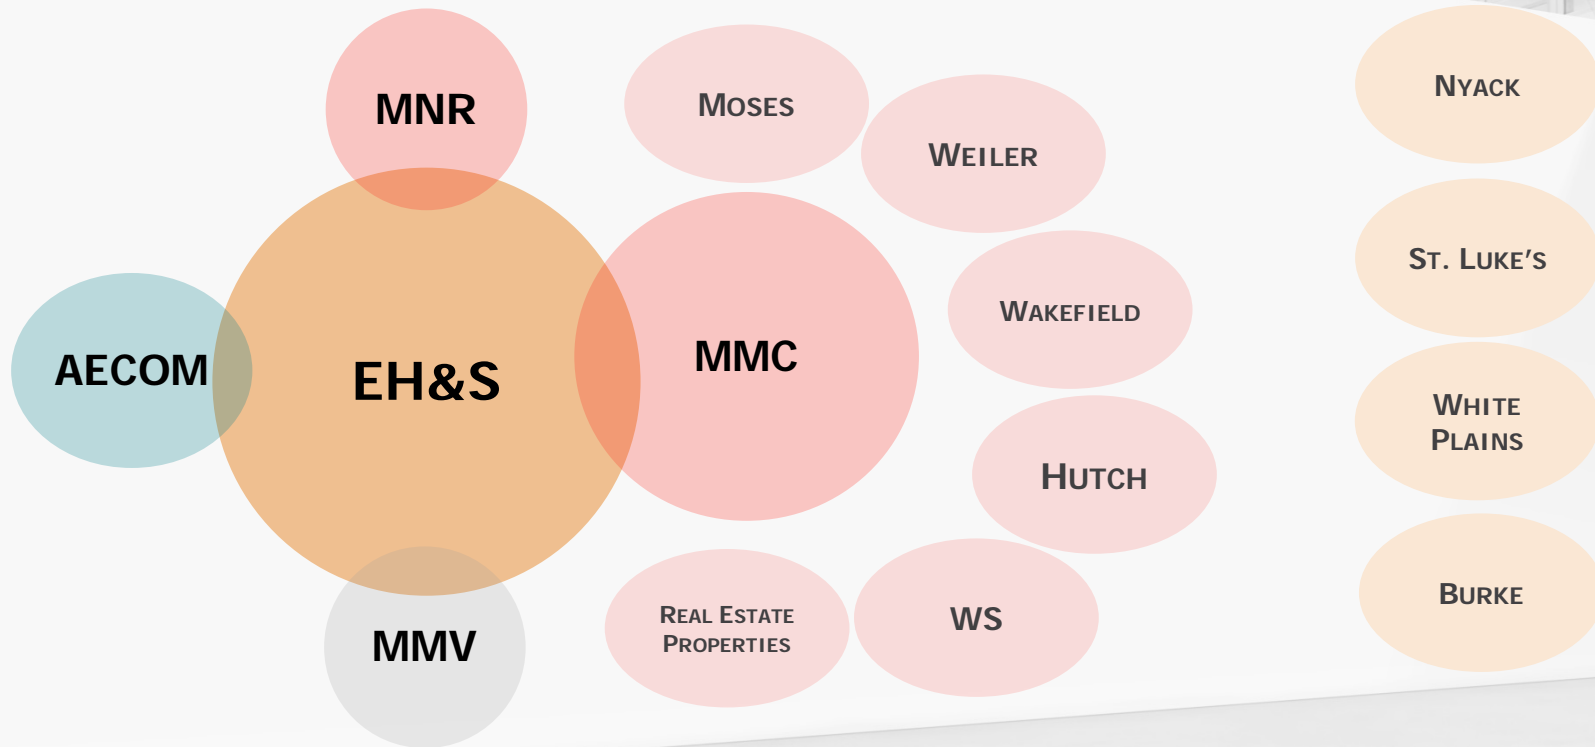 MNR
MOSES
WEILER
NYACK
ST. LUKE'S
WAKEFIELD
AECOM
EH&S
MMC
WHITE
PLAINS
HUTCH
REAL ESTATE
PROPERTIES
WS
BURKE
MMV